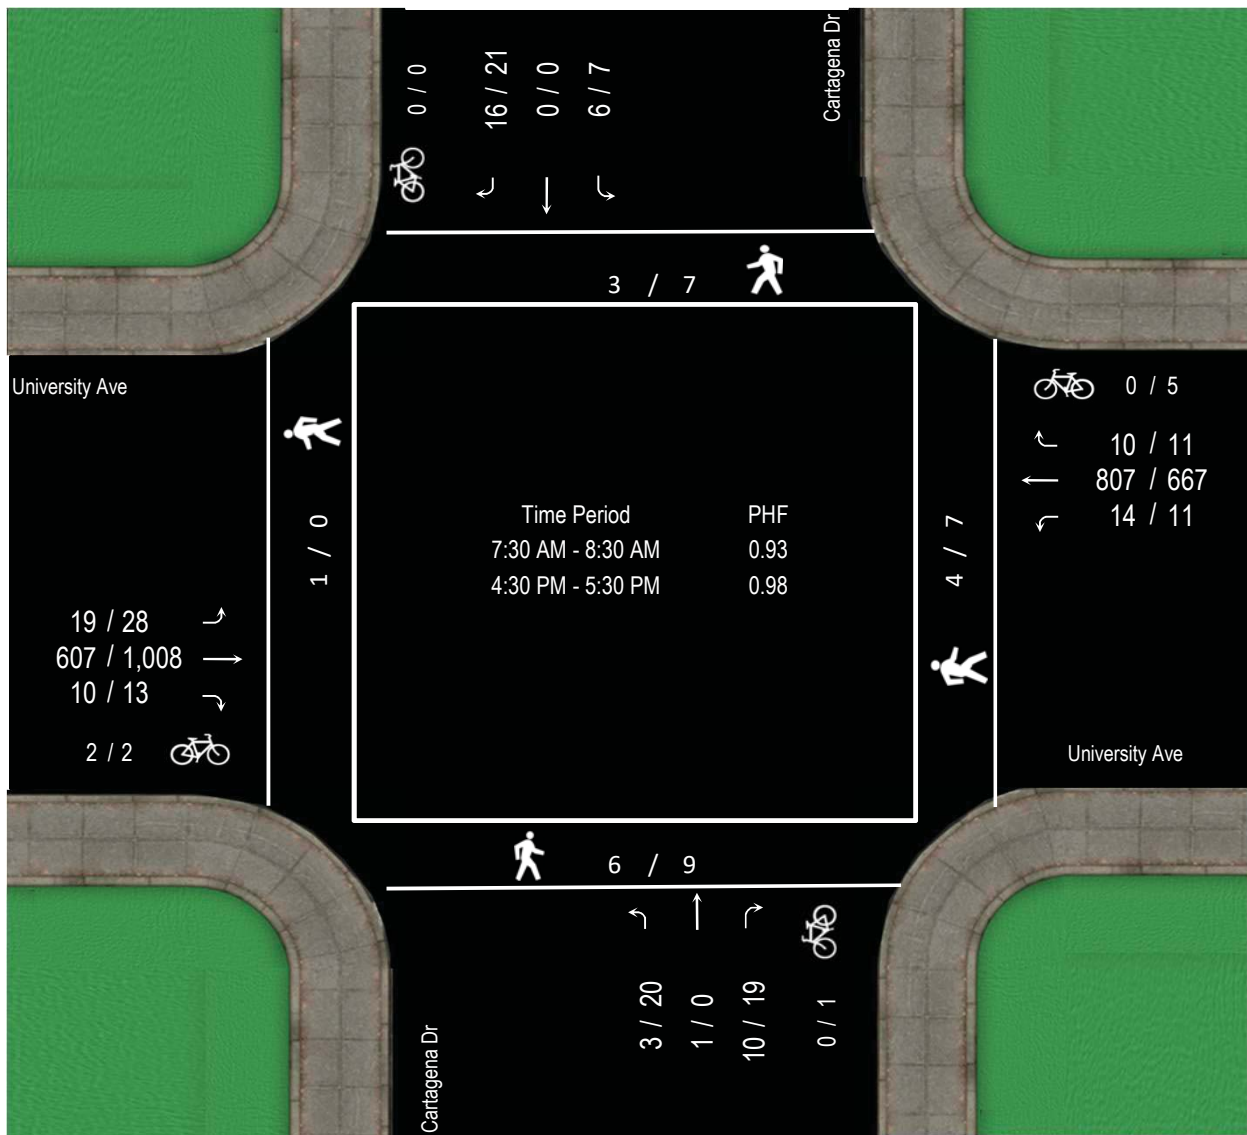 Cartagena Dr
0 / 0
16 / 21
0 / 0
6 / 7
3 / 7
University Ave
0 / 5
10 / 11
807 / 667
14 / 11
1 / 0
Time Period PHF
7:30 AM - 8:30 AM 0.93
4:30 PM - 5:30 PM 0.98
4 / 7
19 / 28
607 / 1,008
10 / 13
2 / 2
University Ave
6 / 9
3 / 20
1 / 0
10 / 19
0 / 1
Cartagena Dr